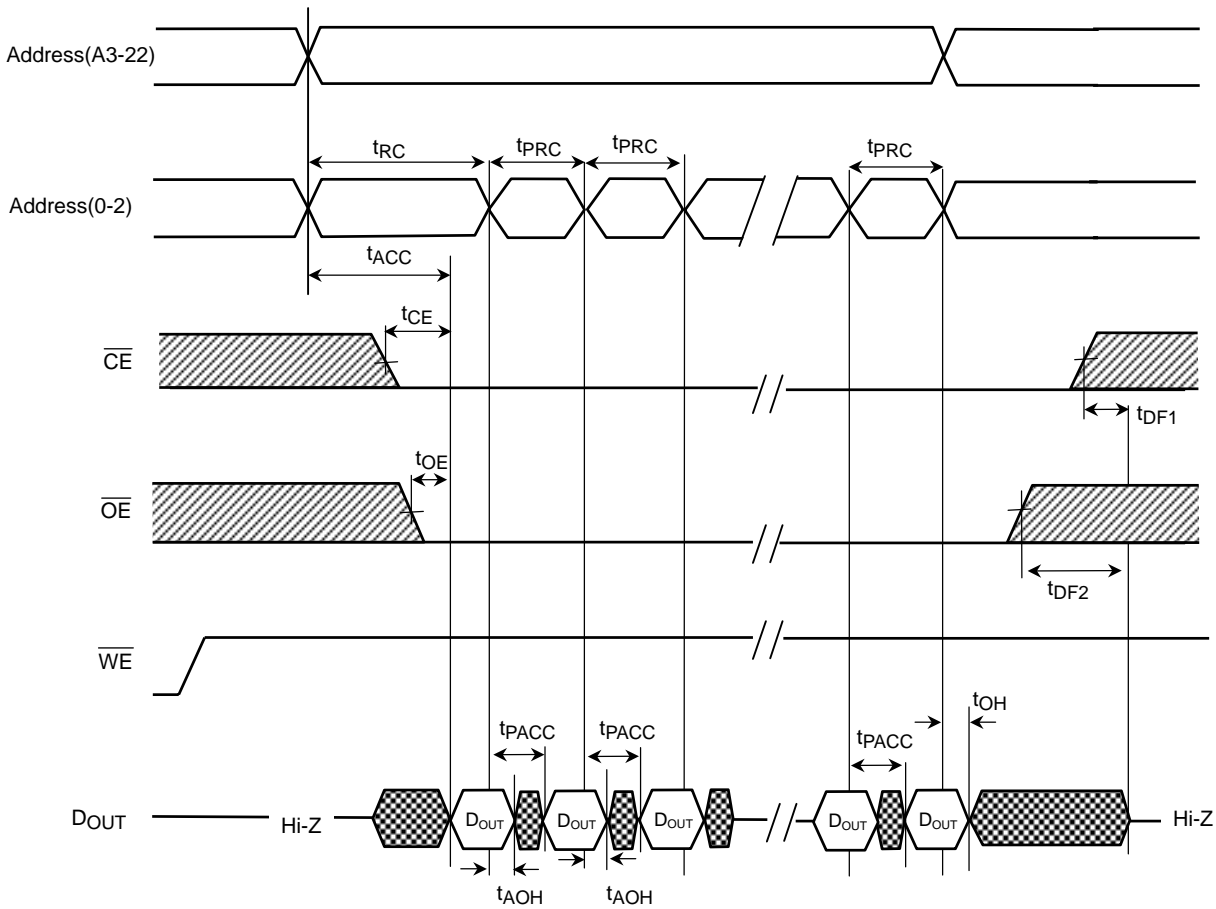 Address(A3-22)
tRC
tPRC
tPRC
tPRC
Address(0-2)
tACC
tCE
CE
tDF1
tOE
OE
tDF2
WE
tOH
tPACC
tPACC
tPACC
DOUT
Hi-Z
DOUT
DOUT
DOUT
DOUT
DOUT
Hi-Z
tAOH
tAOH